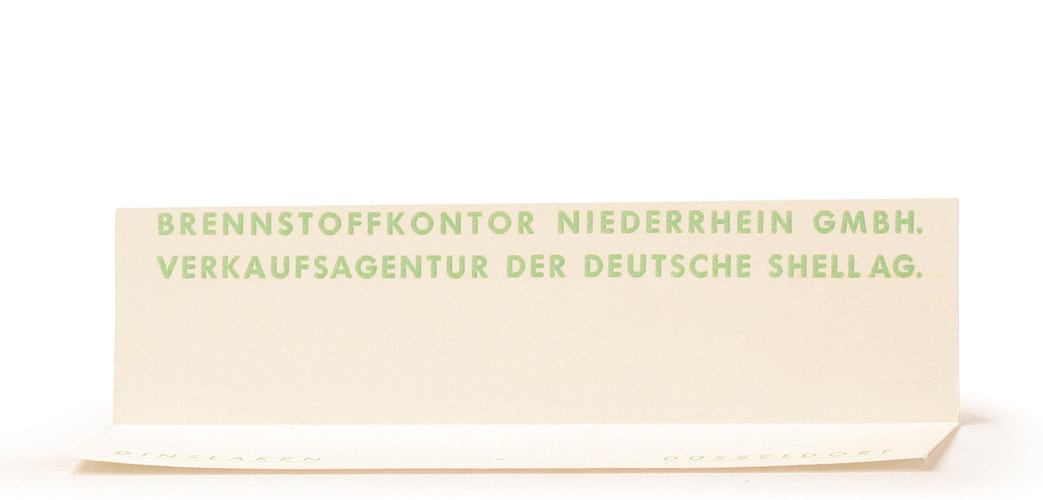 BRENNSTOFFKONTOR NIEDERRHEIN GMBH.
VERKAUFSAGENTUR DER DEUTSCHE SHELL AG.
DINSLAKEN - DÜSSELDORF